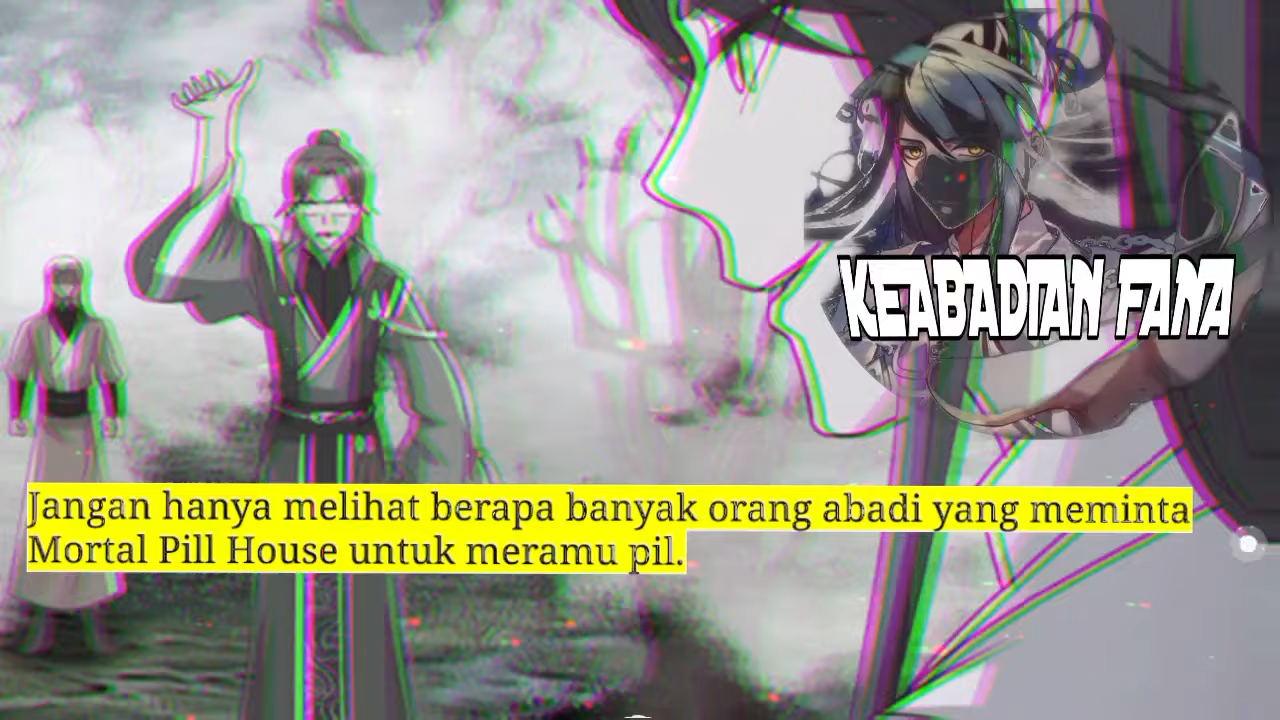 KEABADIAN FANA
Jangan hanya melihat berapa banyak orang abadi yang meminta
Mortal Pill House untuk meramu pil.